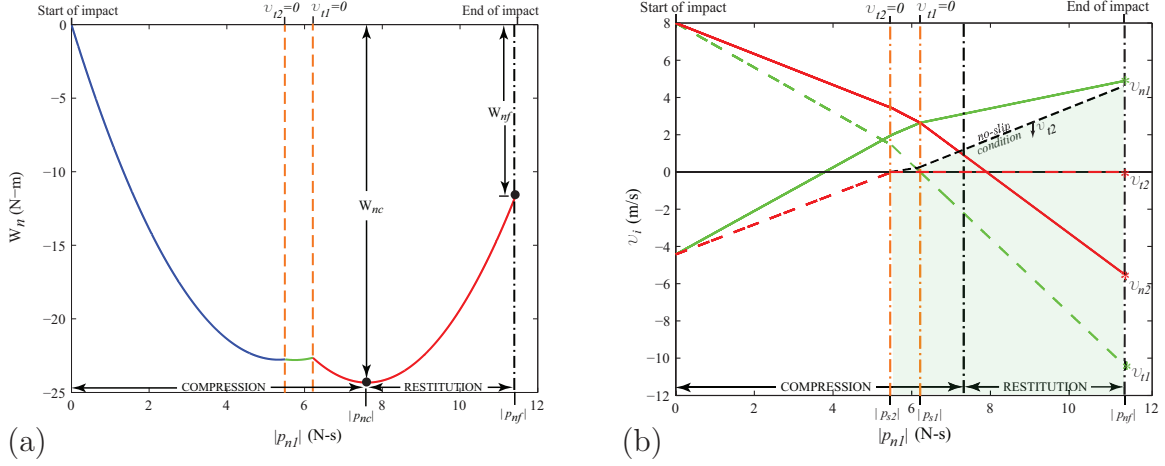 Start of impact
υt2=0
υt1=0
End of impact
0
−5
−10
−15
−20
−25
Wn (N−m)
Wnf
Wnc
COMPRESSION
RESTITUTION
0
2
4
6
8
10
12
|pnc|
|pnf|
|pn1| (N-s)
(a)
Start of impact
υt2=0
υt1=0
End of impact
8
6
4
2
0
−2
−4
−6
−8
−10
−12
υi (m/s)
υn1
no-slip
condition
υt2
υt2
υn2
υt1
COMPRESSION
RESTITUTION
0
2
4
6
8
10
12
|ps2|
|ps1|
|pnf|
|pn1| (N-s)
(b)